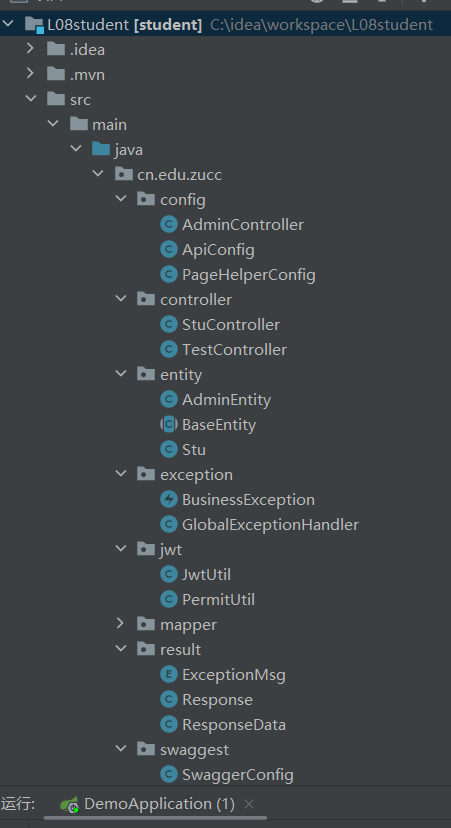 L08student [student] C:\idea\workspace\L08student
.idea
.mvn
src
main
java
cn.edu.zucc
config
AdminController
ApiConfig
PageHelperConfig
controller
StuController
TestController
entity
AdminEntity
BaseEntity
Stu
exception
BusinessException
GlobalExceptionHandler
jwt
JwtUtil
PermitUtil
mapper
result
ExceptionMsg
Response
ResponseData
swaggest
SwaggerConfig
运行: DemoApplication (1)